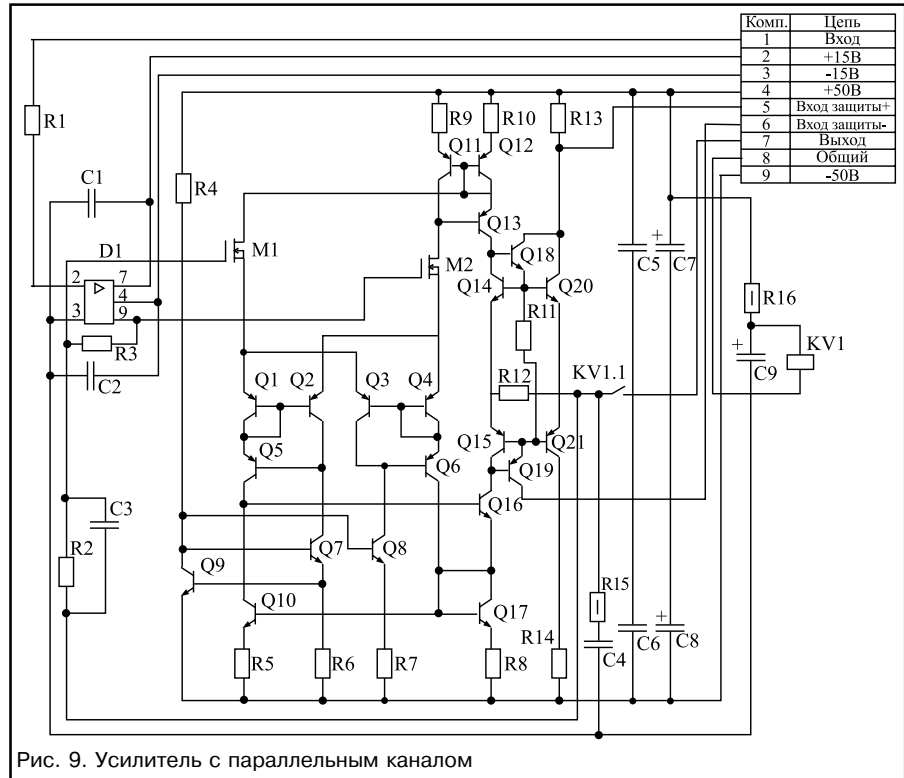 Комп. Цепь
1 Вход
2 +15В
3 -15В
4 +50В
5 Вход защиты+
6 Вход защиты-
7 Выход
8 Общий
9 -50В
R1
R9
R10
R13
Q11
Q12
C1
R4
Q13
D1
M1
Q18
M2
C5
+
C7
2
7
4
3
9
Q14
Q20
R16
R11
R3
+
KV1
C2
R12
KV1.1
C9
Q1
Q2
Q3
Q4
Q15
Q21
Q5
Q6
Q19
Q16
C3
R2
Q7
Q8
Q9
R15
Q10
Q17
R14
C4
C6
+
C8
R5
R6
R7
R8
Рис. 9. Усилитель с параллельным каналом